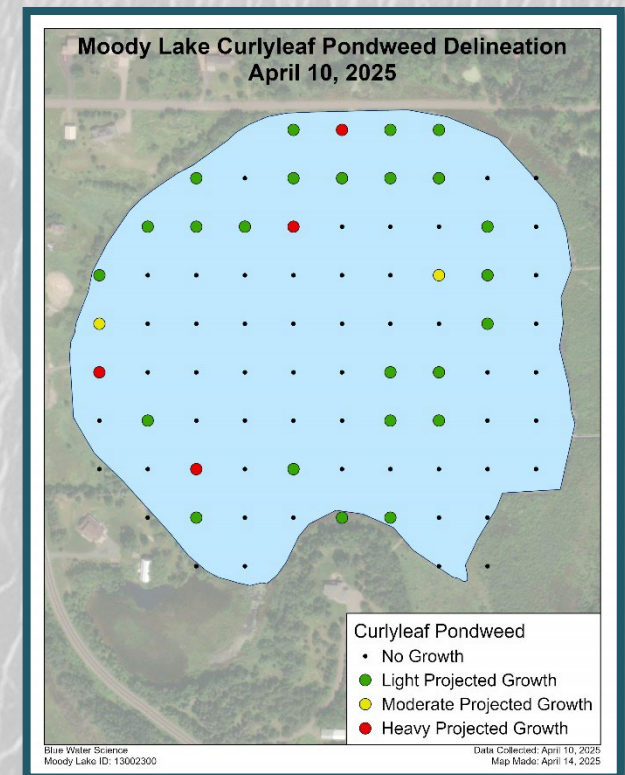 Moody Lake Curlyleaf Pondweed Delineation
April 10, 2025
Curlyleaf Pondweed
No Growth
Light Projected Growth
Moderate Projected Growth
Heavy Projected Growth
Blue Water Science
Moody Lake ID: 13002300
Data Collected: April 10, 2025
Map Made: April 14, 2025